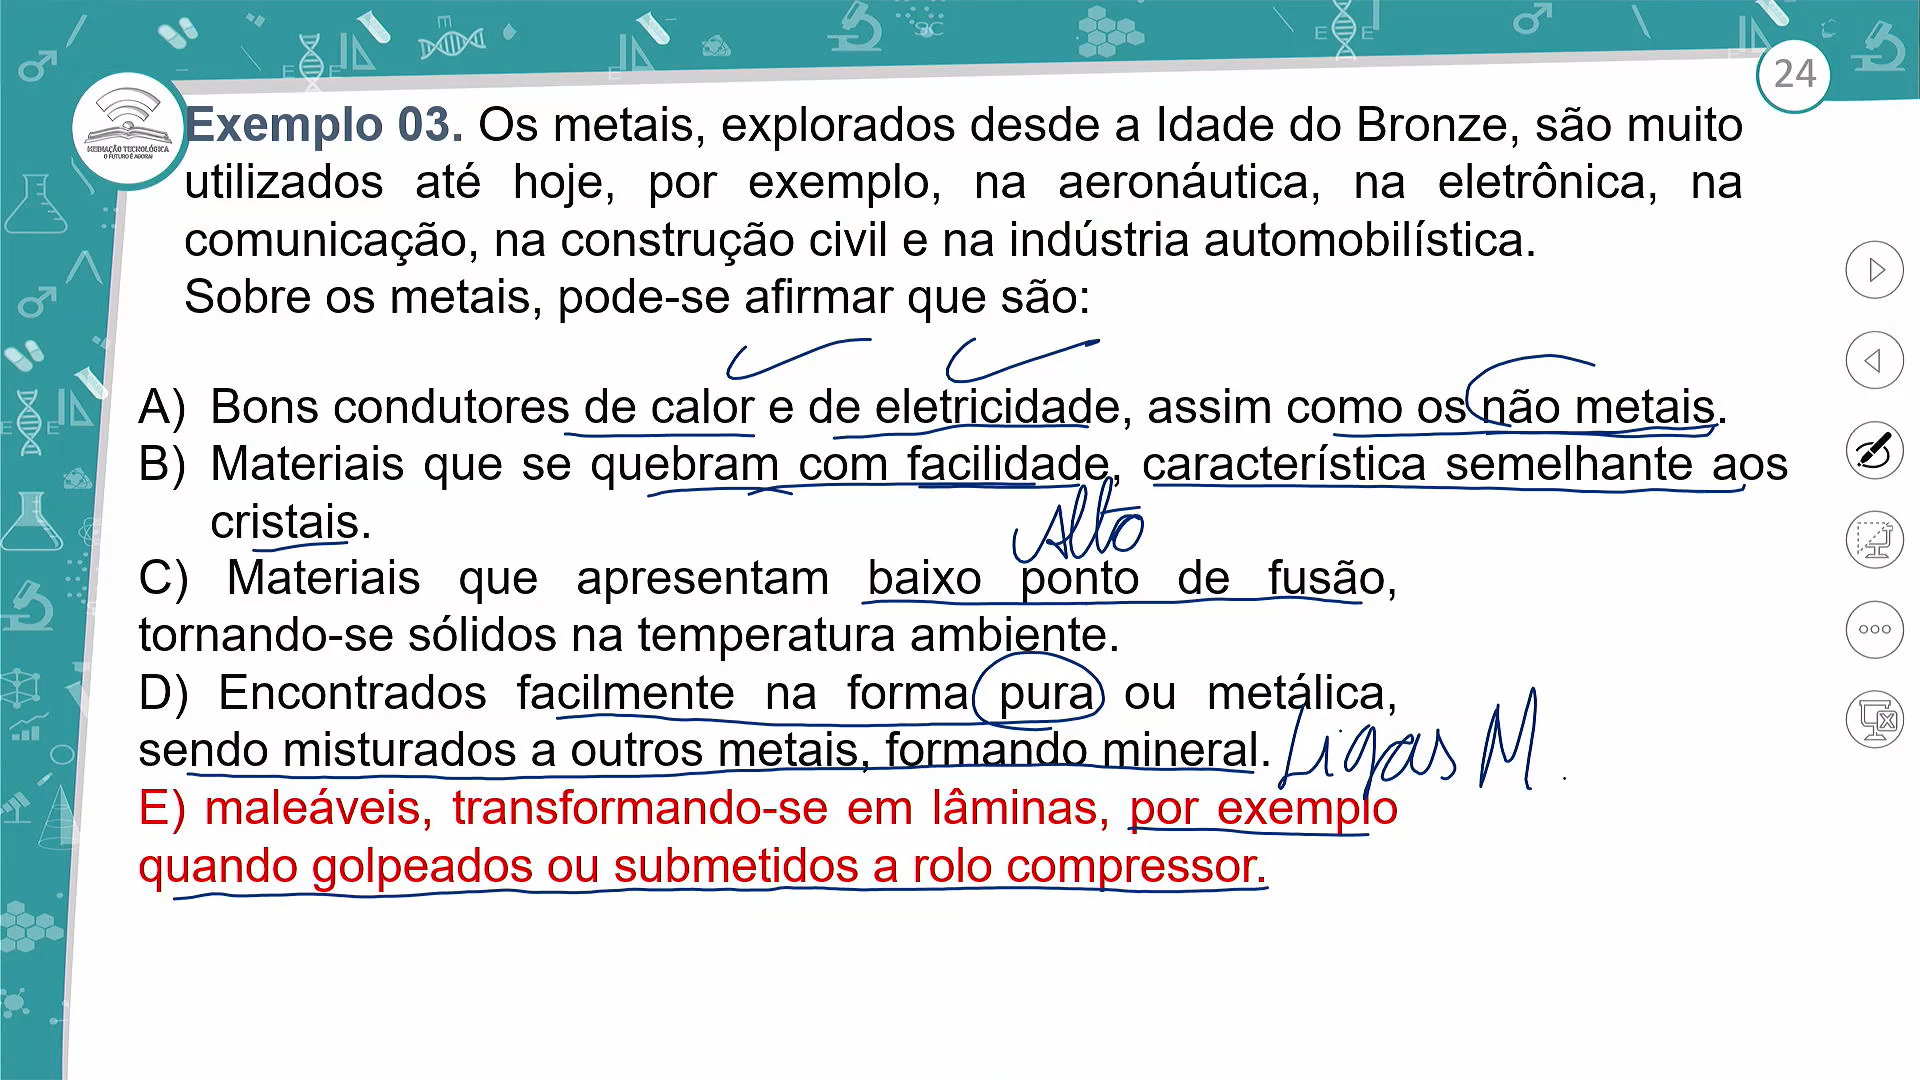 24
MEDIAÇÃO TECNOLÓGICA
O FUTURO É AGORA!
Exemplo 03. Os metais, explorados desde a Idade do Bronze, são muito
utilizados até hoje, por exemplo, na aeronáutica, na eletrônica, na
comunicação, na construção civil e na indústria automobilística.
Sobre os metais, pode-se afirmar que são:
A) Bons condutores de calor e de eletricidade, assim como os não metais.
B) Materiais que se quebram com facilidade, característica semelhante aos
cristais.
Alto
C) Materiais que apresentam baixo ponto de fusão,
tornando-se sólidos na temperatura ambiente.
D) Encontrados facilmente na forma pura ou metálica,
sendo misturados a outros metais, formando mineral. Ligas M.
E) maleáveis, transformando-se em lâminas, por exemplo
quando golpeados ou submetidos a rolo compressor.